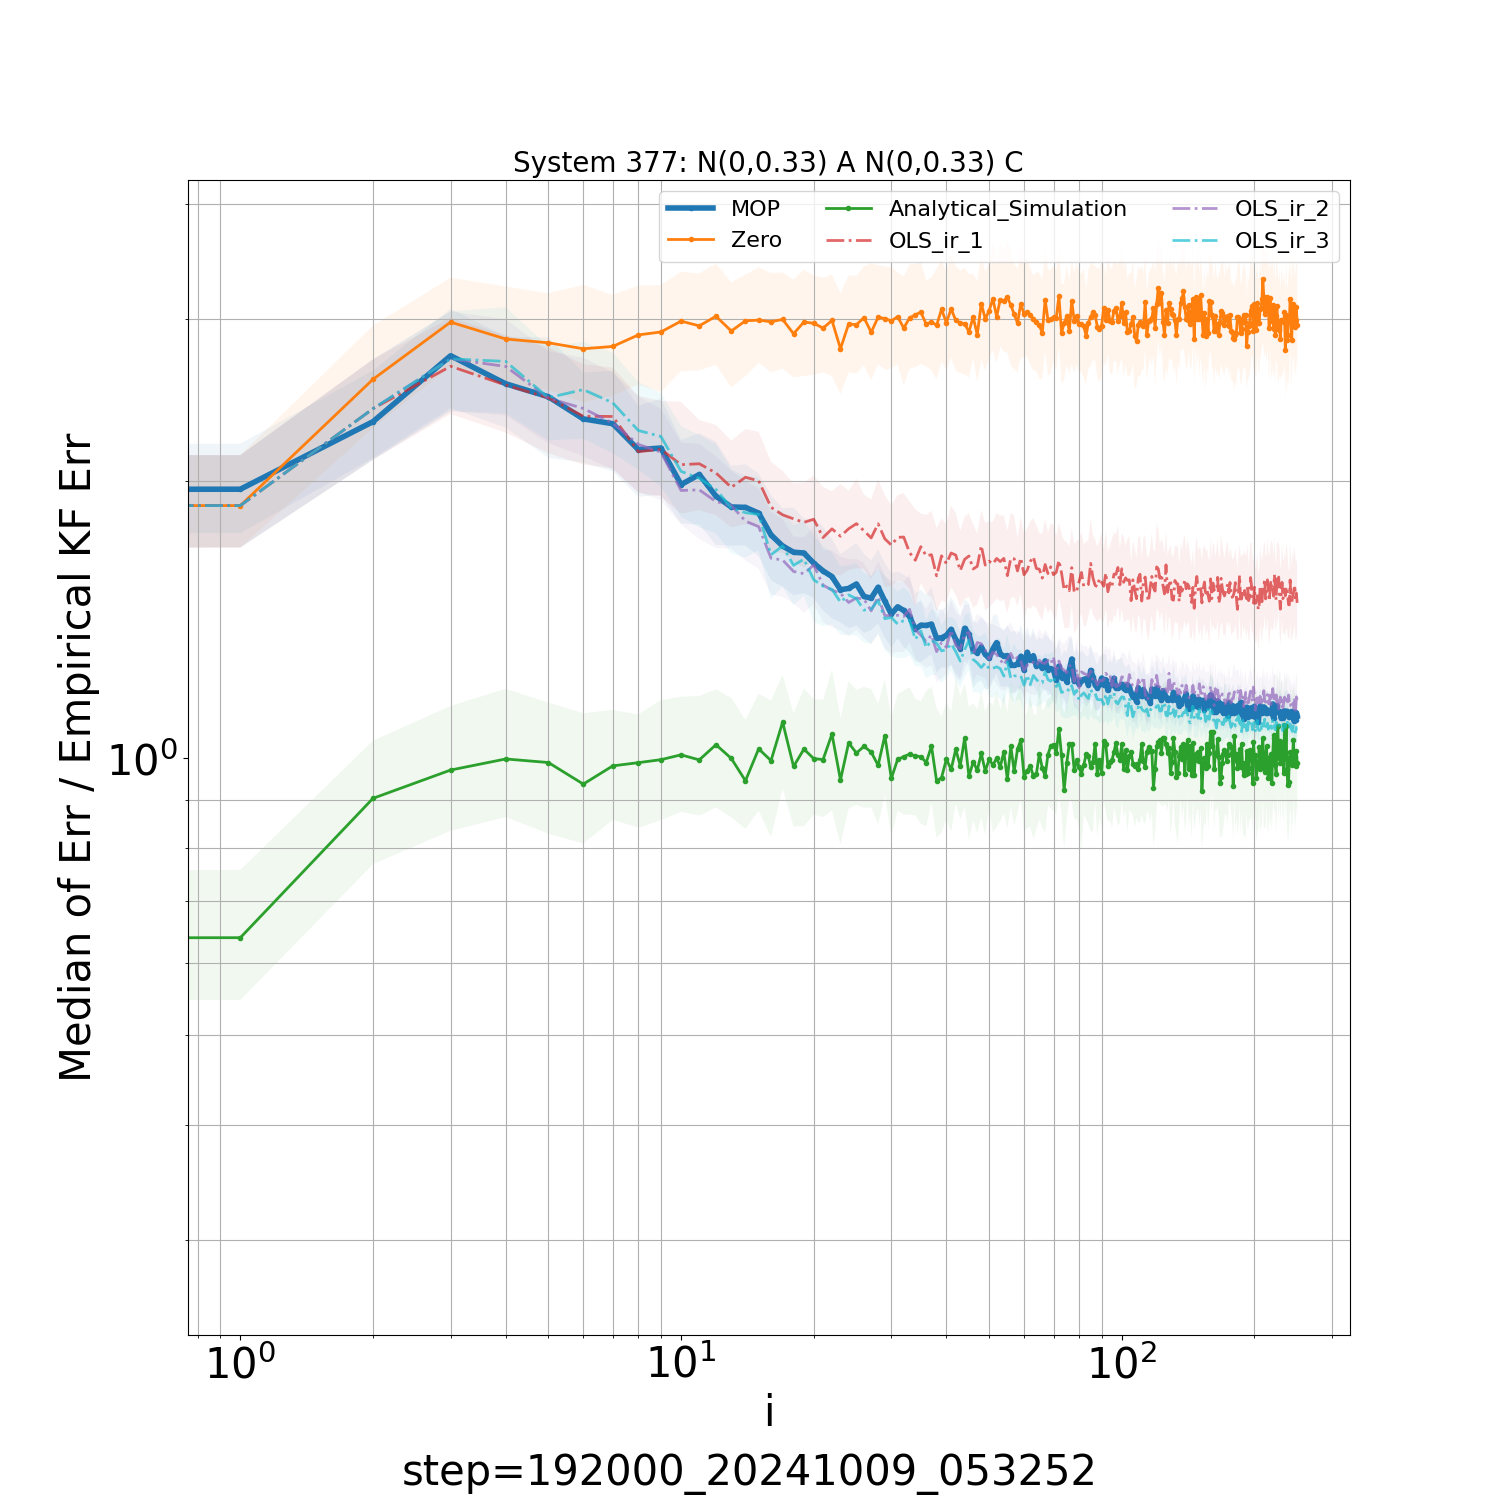 System 377: N(0,0.33) A N(0,0.33) C
MOP
Zero
Analytical_Simulation
OLS_ir_1
OLS_ir_2
OLS_ir_3
Median of Err / Empirical KF Err
10⁰
10⁰ 10¹ 10²
i
step=192000_20241009_053252